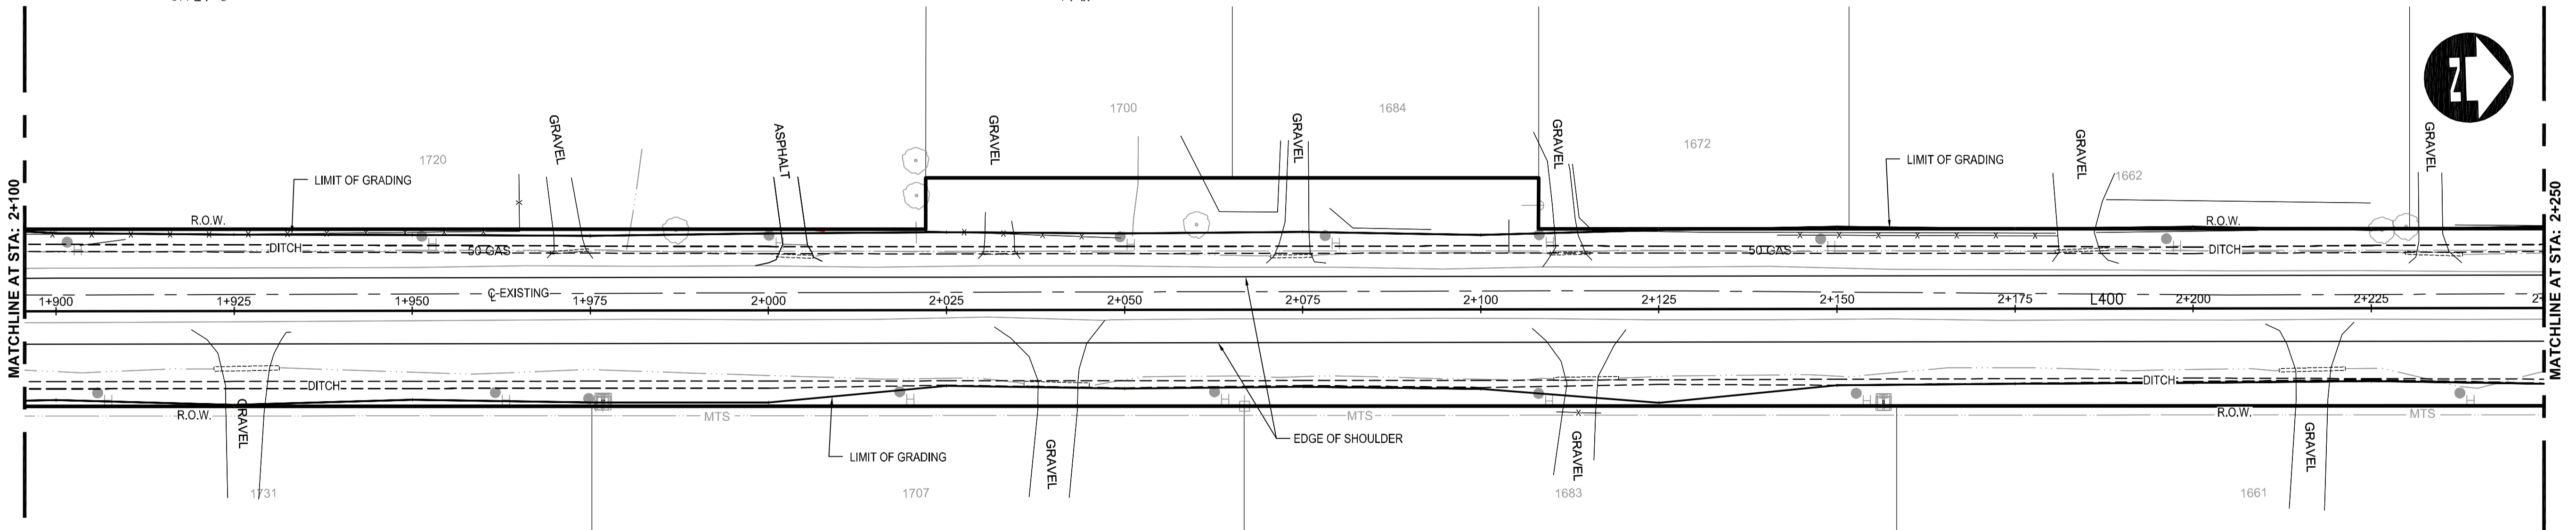 1700
1684
1672
1720
1662
GRAVEL
ASPHALT
GRAVEL
GRAVEL
GRAVEL
GRAVEL
GRAVEL
N
LIMIT OF GRADING
LIMIT OF GRADING
R.O.W.
R.O.W.
H
H
H
H
H
H
H
H
DITCH
50 GAS
50 GAS
DITCH
MATCHLINE AT STA: 2+100
MATCHLINE AT STA: 2+250
℄-EXISTING
1+900
1+925
1+950
1+975
2+000
2+025
2+050
2+075
2+100
2+125
2+150
2+175
L400
2+200
2+225
DITCH
DITCH
H
H
H
H
H
H
H
R.O.W.
R.O.W.
MTS
MTS
MTS
GRAVEL
GRAVEL
GRAVEL
GRAVEL
EDGE OF SHOULDER
LIMIT OF GRADING
1731
1707
1683
1661